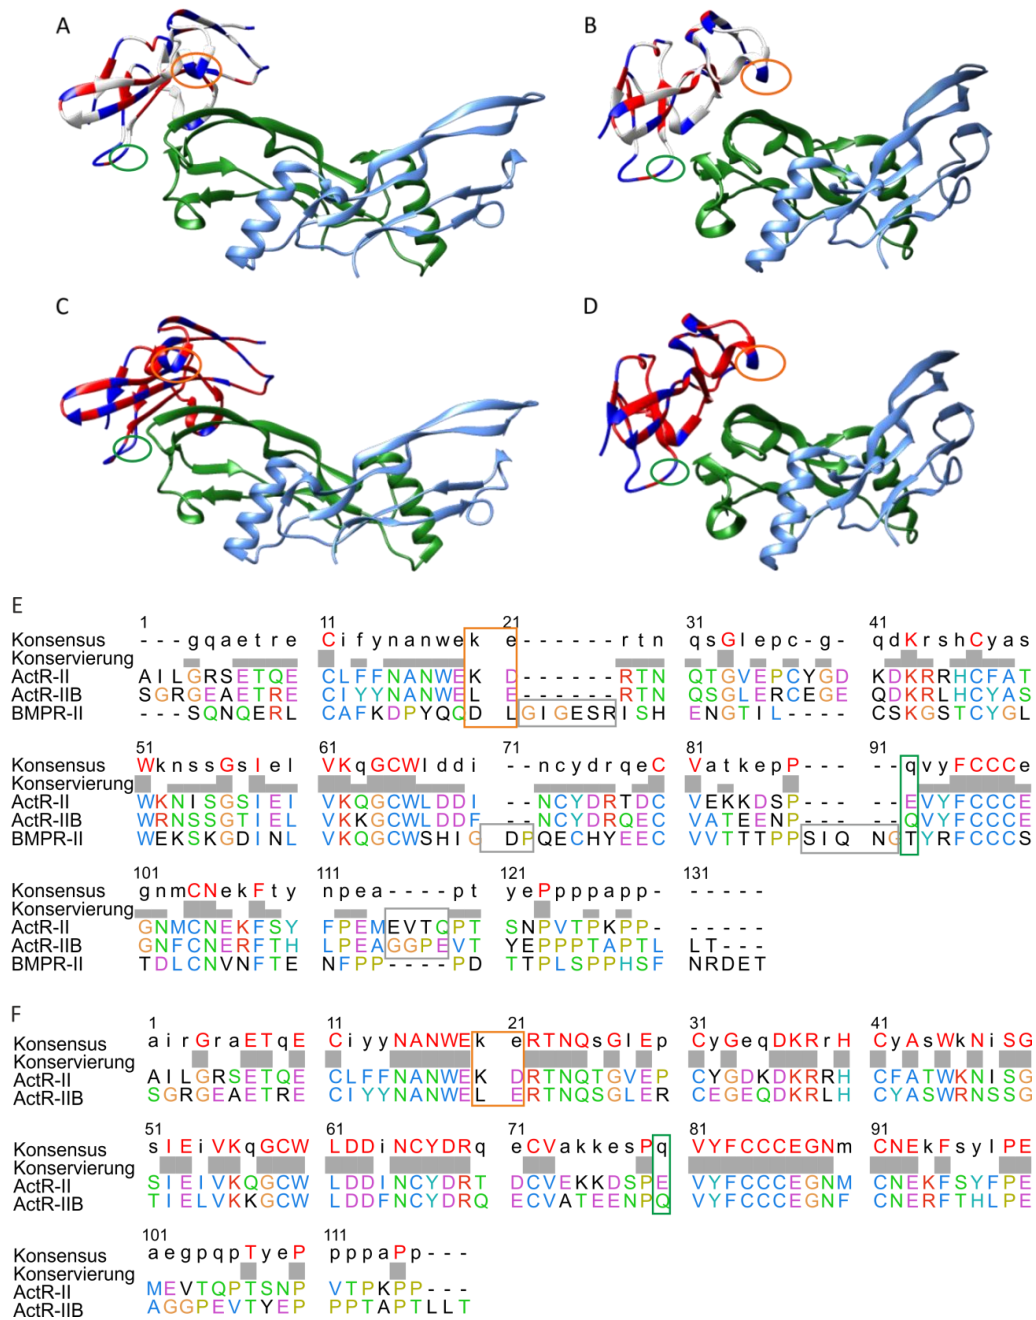 A
B
C
D
E
1 11 21 31 41
Konsensus - - - g q a e t r e C i f y n a n w e k e - - - - - - r t n q s G l e p c - g - q d K r s h C y a s
Konservierung
ActR-II A I L G R S E T Q E C L F F N A N W E K D - - - - - - R T N Q T G V E P C Y G D K D K R R H C F A T
ActR-IIB S G R G E A E T R E C I Y Y N A N W E L E - - - - - - R T N Q S G L E R C E G E Q D K R L H C Y A S
BMPR-II - - - S Q N Q E R L C A F K D P Y Q Q D L G I G E S R I S H E N G T I L - - - - C S K G S T C Y G L
51 61 71 81 91
Konsensus W k n s s G s I e l V K q G C W l d d i - - n c y d r q e C V a t k e p P - - - - - q v y F C C C e
Konservierung
ActR-II W K N I S G S I E I V K Q G C W L D D I - - N C Y D R T D C V E K K D S P - - - - - E V Y F C C C E
ActR-IIB W R N S S G T I E L V K K G C W L D D F - - N C Y D R Q E C V A T E E N P - - - - - Q V Y F C C C E
BMPR-II W E K S K G D I N L V K Q G C W S H I G D P Q E C H Y E E C V V T T T P P S I Q N G T Y R F C C C S
101 111 121 131
Konsensus g n m C N e k F t y n p e a - - - - p t y e P p p p a p p - - - - - -
Konservierung
ActR-II G N M C N E K F S Y F P E M E V T Q P T S N P V T P K P P - - - - - -
ActR-IIB G N F C N E R F T H L P E A G G P E V T Y E P P P T A P T L L T - - -
BMPR-II T D L C N V N F T E N F P P - - - - P D T T P L S P P H S F N R D E T
F
1 11 21 31 41
Konsensus a i r G r a E T q E C i y y N A N W E k e R T N Q s G l E p C y G e q D K R r H C y A s W k N i S G
Konservierung
ActR-II A I L G R S E T Q E C L F F N A N W E K D R T N Q T G V E P C Y G D K D K R R H C F A T W K N I S G
ActR-IIB S G R G E A E T R E C I Y Y N A N W E L E R T N Q S G L E R C E G E Q D K R L H C Y A S W R N S S G
51 61 71 81 91
Konsensus s I E i V K q G C W L D D i N C Y D R q e C V a k k e s P q V Y F C C C E G N m C N E k F s y l P E
Konservierung
ActR-II S I E I V K Q G C W L D D I N C Y D R T D C V E K K D S P E V Y F C C C E G N M C N E K F S Y F P E
ActR-IIB T I E L V K K G C W L D D F N C Y D R Q E C V A T E E N P Q V Y F C C C E G N F C N E R F T H L P E
101 111
Konsensus a e g p q p T y e P p p p a P p - - -
Konservierung
ActR-II M E V T Q P T S N P V T P K P P - - -
ActR-IIB A G G P E V T Y E P P P T A P T L L T